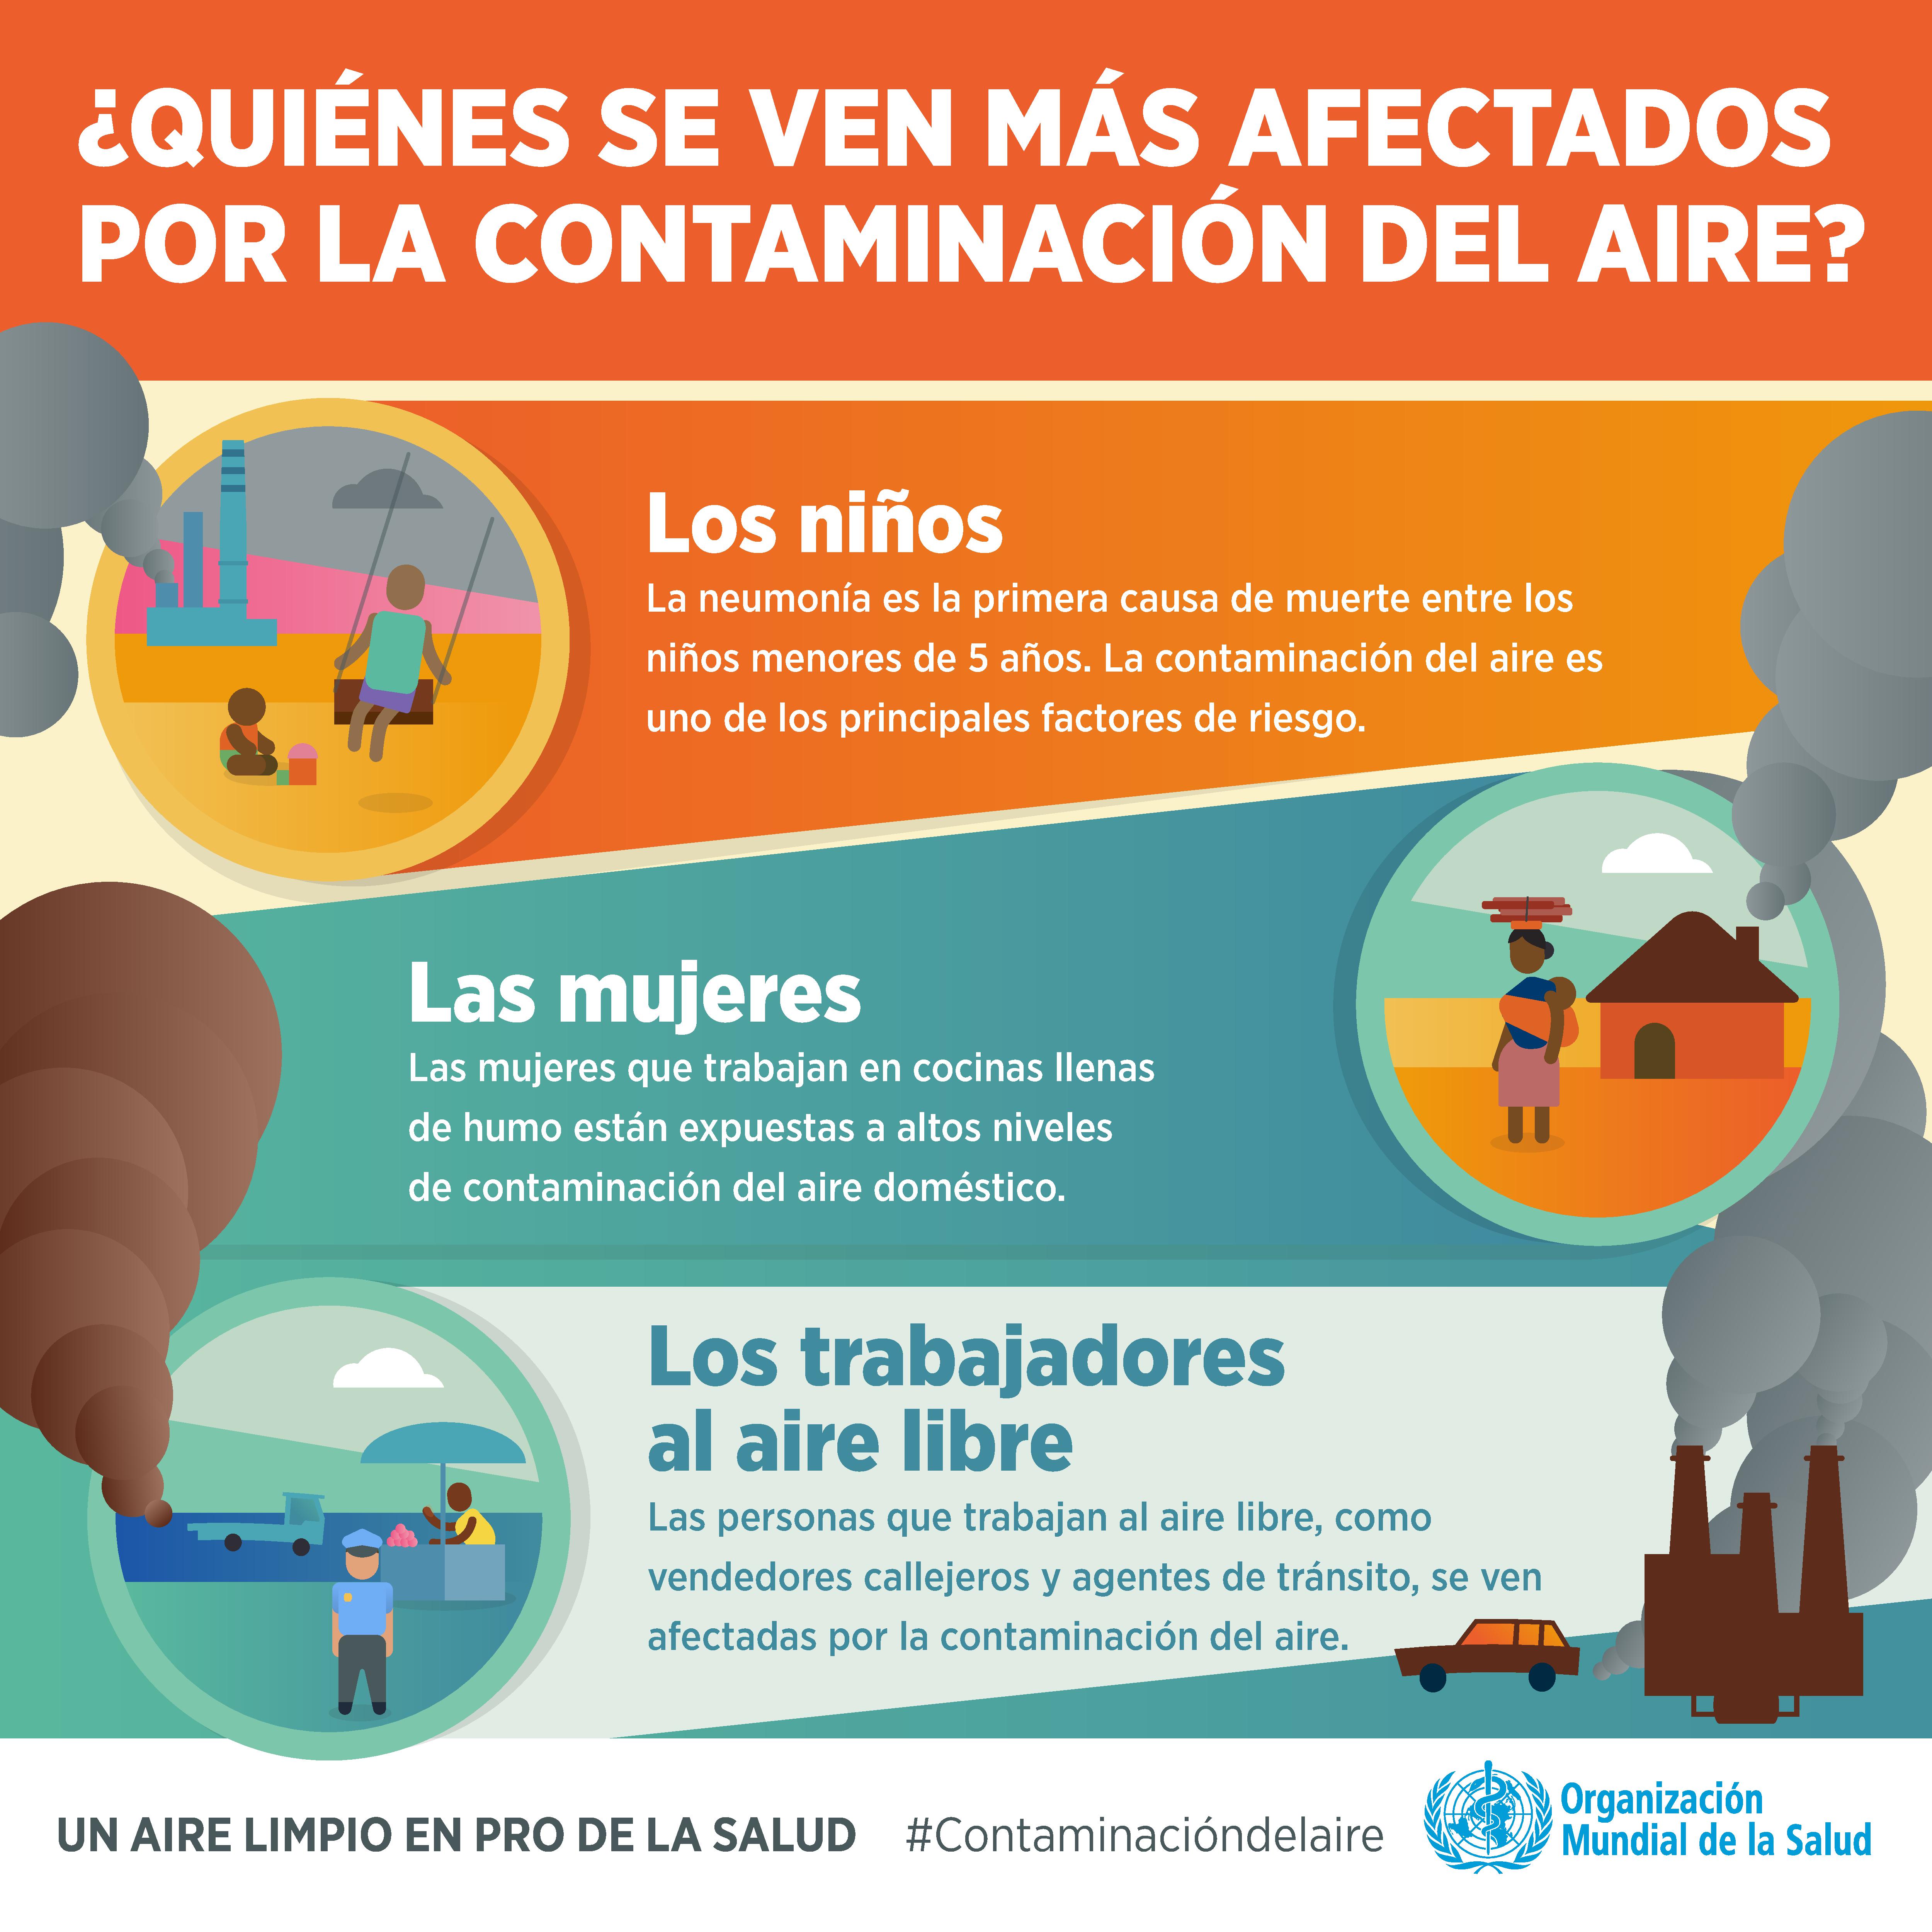 ¿QUIÉNES SE VEN MÁS AFECTADOS
POR LA CONTAMINACIÓN DEL AIRE?
Los niños
La neumonía es la primera causa de muerte entre los
niños menores de 5 años. La contaminación del aire es
uno de los principales factores de riesgo.
Las mujeres
Las mujeres que trabajan en cocinas llenas
de humo están expuestas a altos niveles
de contaminación del aire doméstico.
Los trabajadores
al aire libre
Las personas que trabajan al aire libre, como
vendedores callejeros y agentes de tránsito, se ven
afectadas por la contaminación del aire.
UN AIRE LIMPIO EN PRO DE LA SALUD #Contaminacióndelaire
Organización
Mundial de la Salud